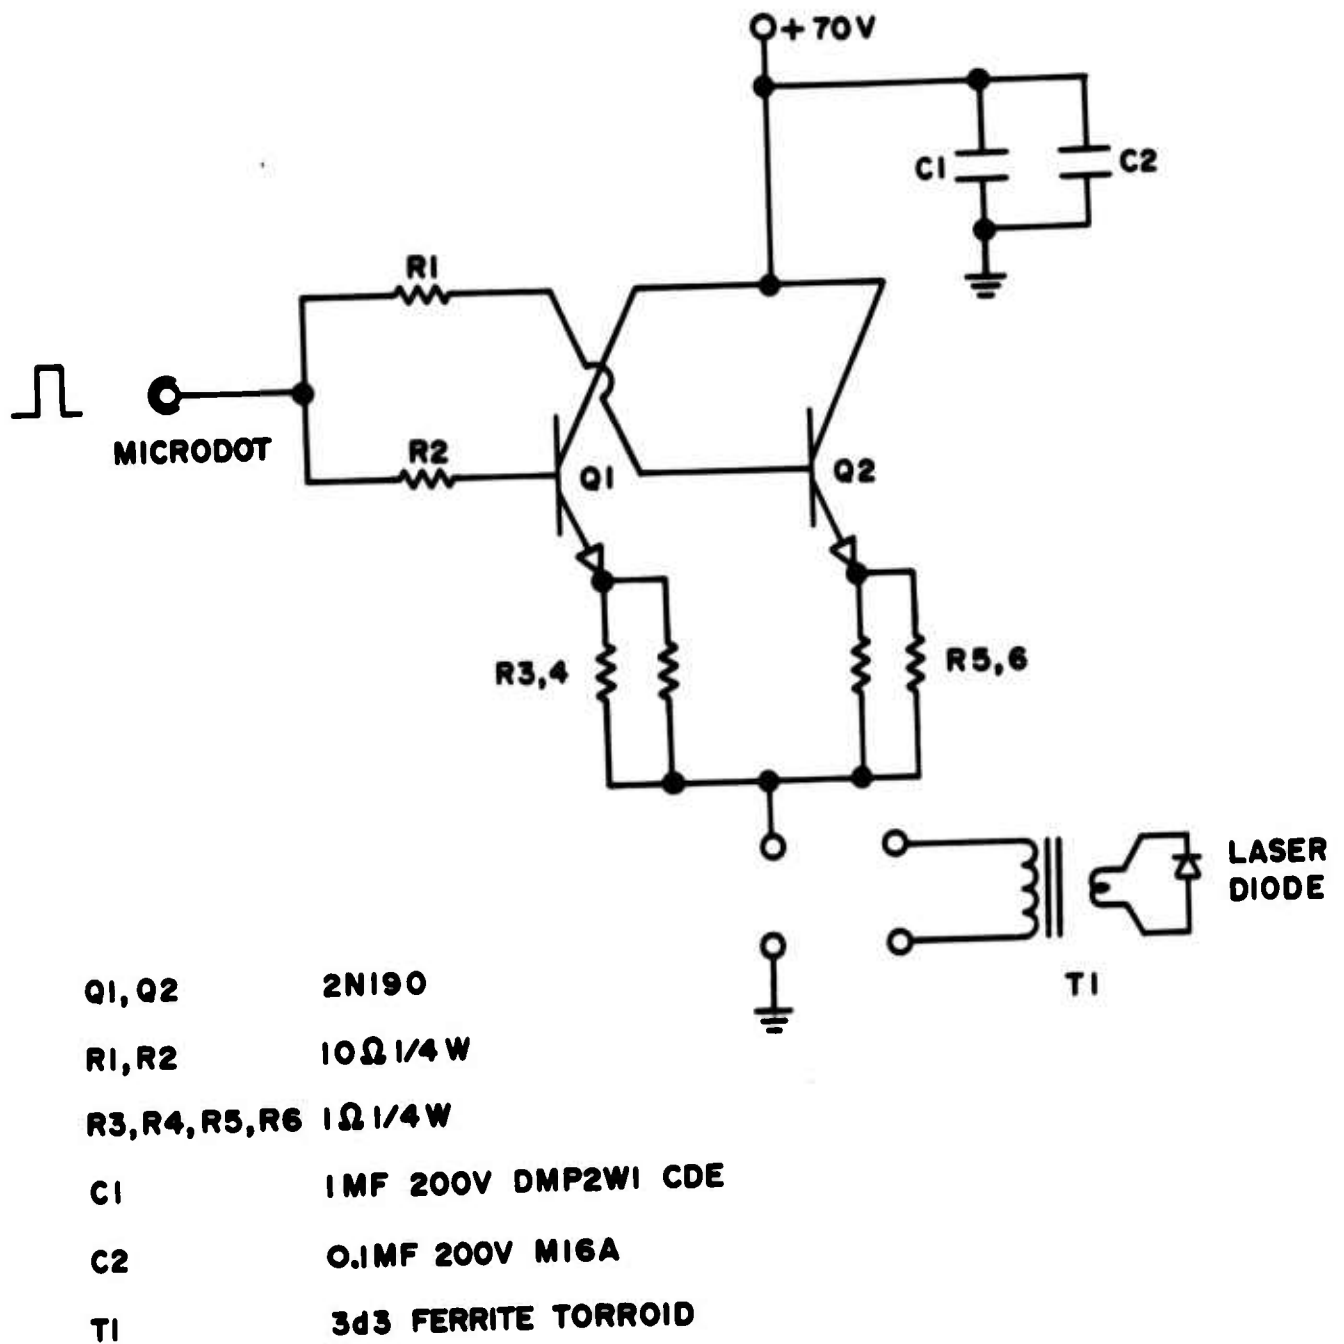 +70V
C1
C2
R1
MICRODOT
R2
Q1
Q2
R3,4
R5,6
LASER
DIODE
T1
Q1, Q2 2N190
R1, R2 10Ω 1/4 W
R3, R4, R5, R6 1Ω 1/4 W
C1 1MF 200V DMP2W1 CDE
C2 0.1MF 200V M16A
T1 3d3 FERRITE TORROID